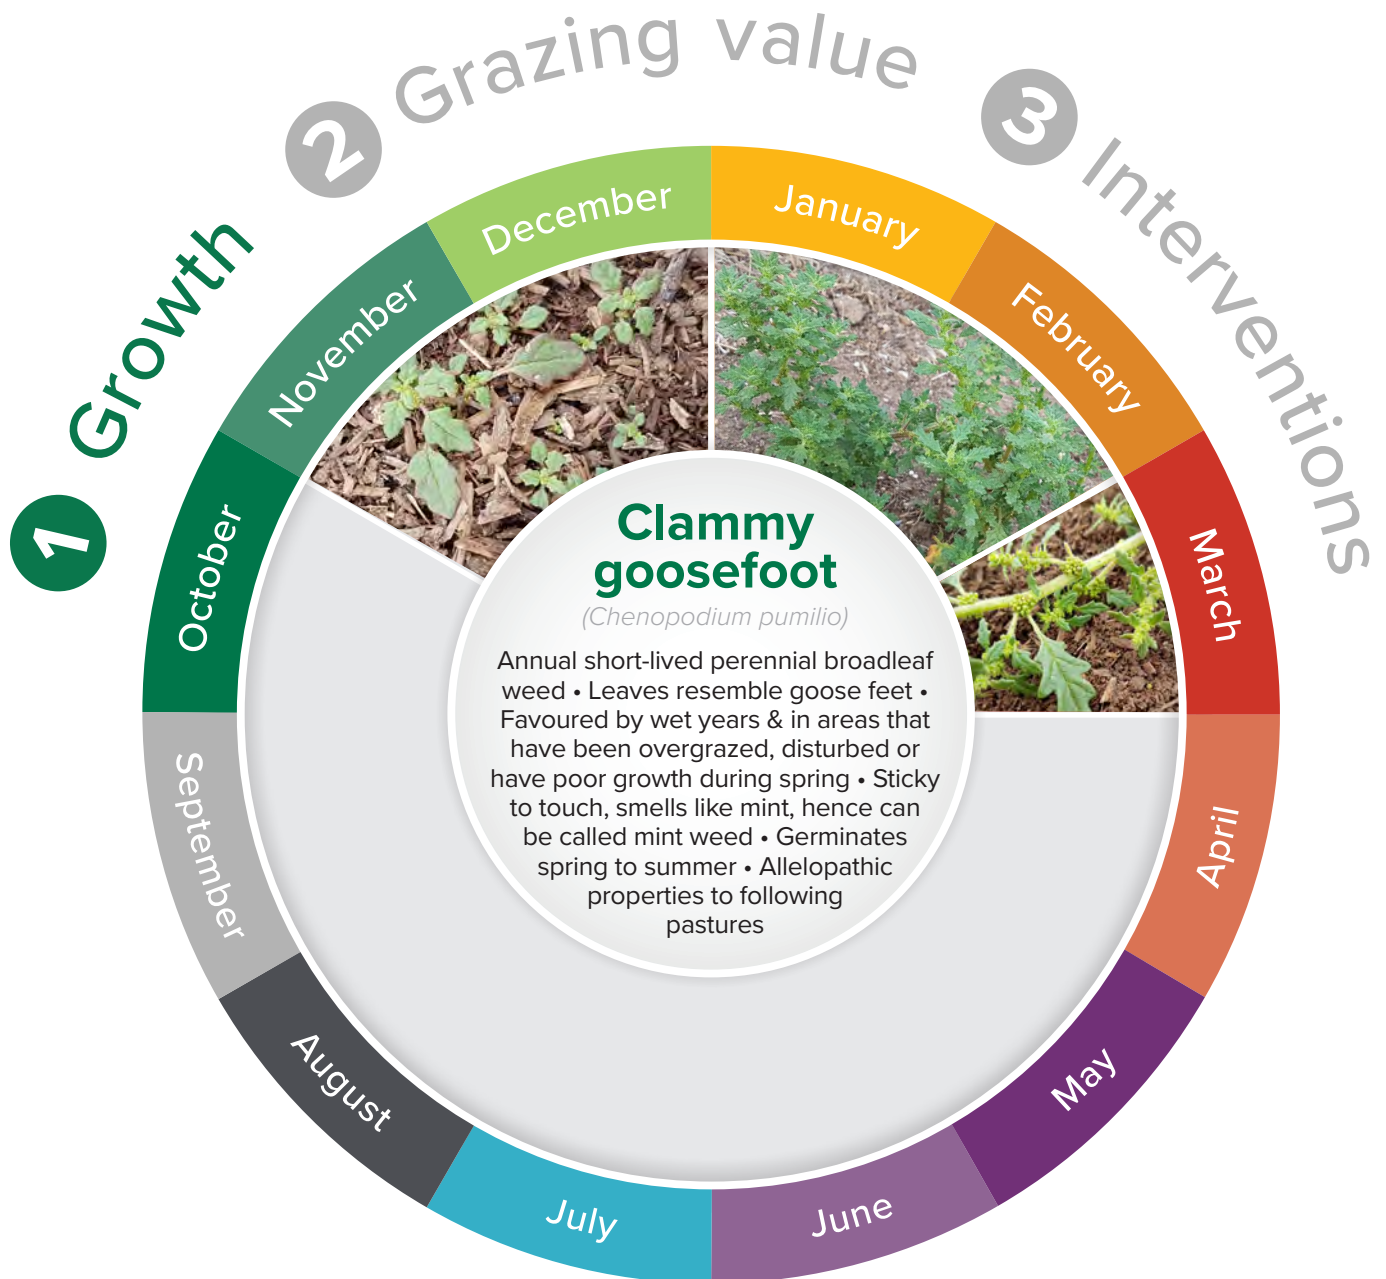 1 Growth
2 Grazing value
3 Interventions
January
February
March
April
May
June
July
August
September
October
November
December
Clammy
goosefoot
(Chenopodium pumilio)
Annual short-lived perennial broadleaf
weed • Leaves resemble goose feet •
Favoured by wet years & in areas that
have been overgrazed, disturbed or
have poor growth during spring • Sticky
to touch, smells like mint, hence can
be called mint weed • Germinates
spring to summer • Allelopathic
properties to following
pastures